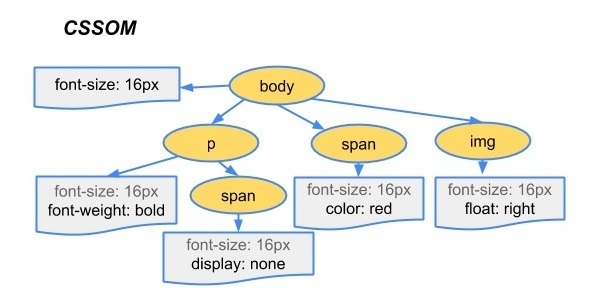 CSSOM
font-size: 16px
body
p
span
img
font-size: 16px
font-weight: bold
span
font-size: 16px
color: red
font-size: 16px
float: right
font-size: 16px
display: none